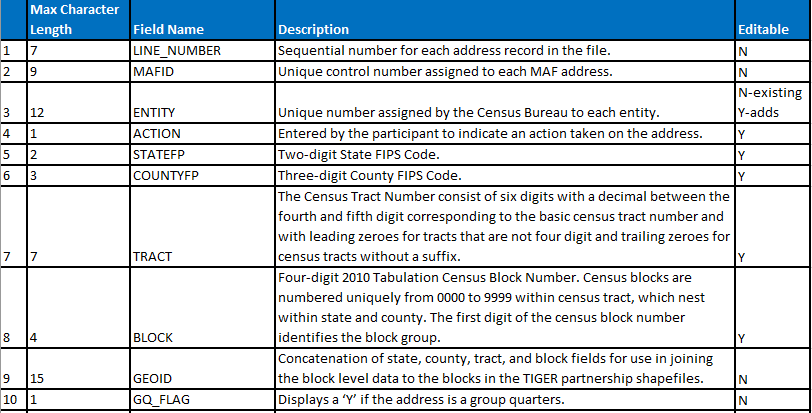 Max Character
Length Field Name Description Editable
1 7 LINE_NUMBER Sequential number for each address record in the file. N
2 9 MAFID Unique control number assigned to each MAF address. N
N-existing
3 12 ENTITY Unique number assigned by the Census Bureau to each entity. Y-adds
4 1 ACTION Entered by the participant to indicate an action taken on the address. Y
5 2 STATEFP Two-digit State FIPS Code. Y
6 3 COUNTYFP Three-digit County FIPS Code. Y
The Census Tract Number consist of six digits with a decimal between the
fourth and fifth digit corresponding to the basic census tract number and
with leading zeroes for tracts that are not four digit and trailing zeroes for
7 7 TRACT census tracts without a suffix. Y
Four-digit 2010 Tabulation Census Block Number. Census blocks are
numbered uniquely from 0000 to 9999 within census tract, which nest
within state and county. The first digit of the census block number
8 4 BLOCK identifies the block group. Y
Concatenation of state, county, tract, and block fields for use in joining
9 15 GEOID the block level data to the blocks in the TIGER partnership shapefiles. N
10 1 GQ_FLAG Displays a ‘Y’ if the address is a group quarters. N